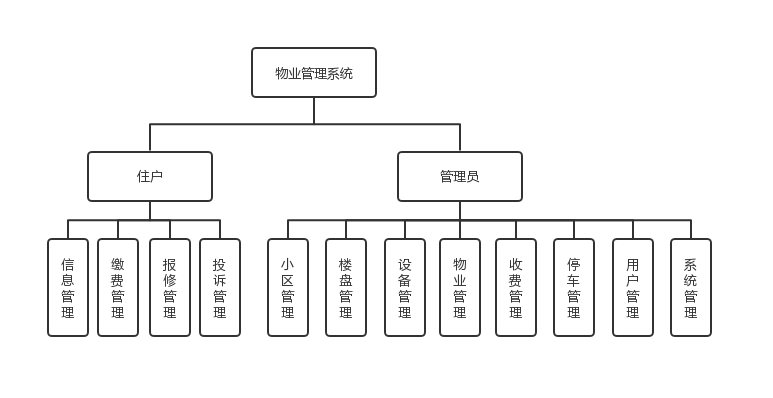 物业管理系统
住户
管理员
信息管理
缴费管理
报修管理
投诉管理
小区管理
楼盘管理
设备管理
物业管理
收费管理
停车管理
用户管理
系统管理